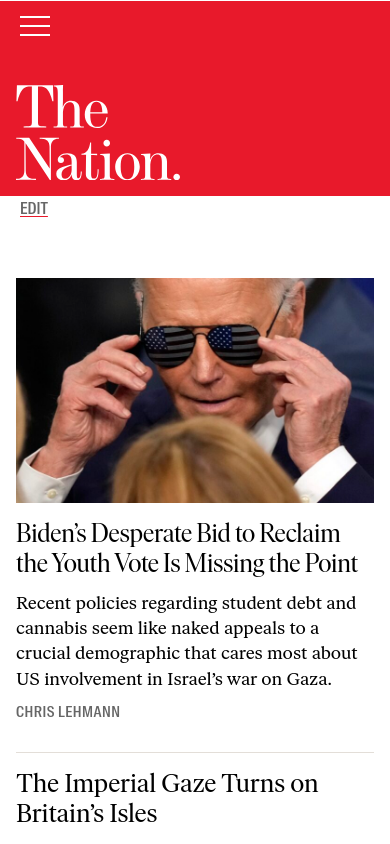 The
Nation.
EDIT
Biden’s Desperate Bid to Reclaim
the Youth Vote Is Missing the Point
Recent policies regarding student debt and
cannabis seem like naked appeals to a
crucial demographic that cares most about
US involvement in Israel’s war on Gaza.
CHRIS LEHMANN
The Imperial Gaze Turns on
Britain’s Isles